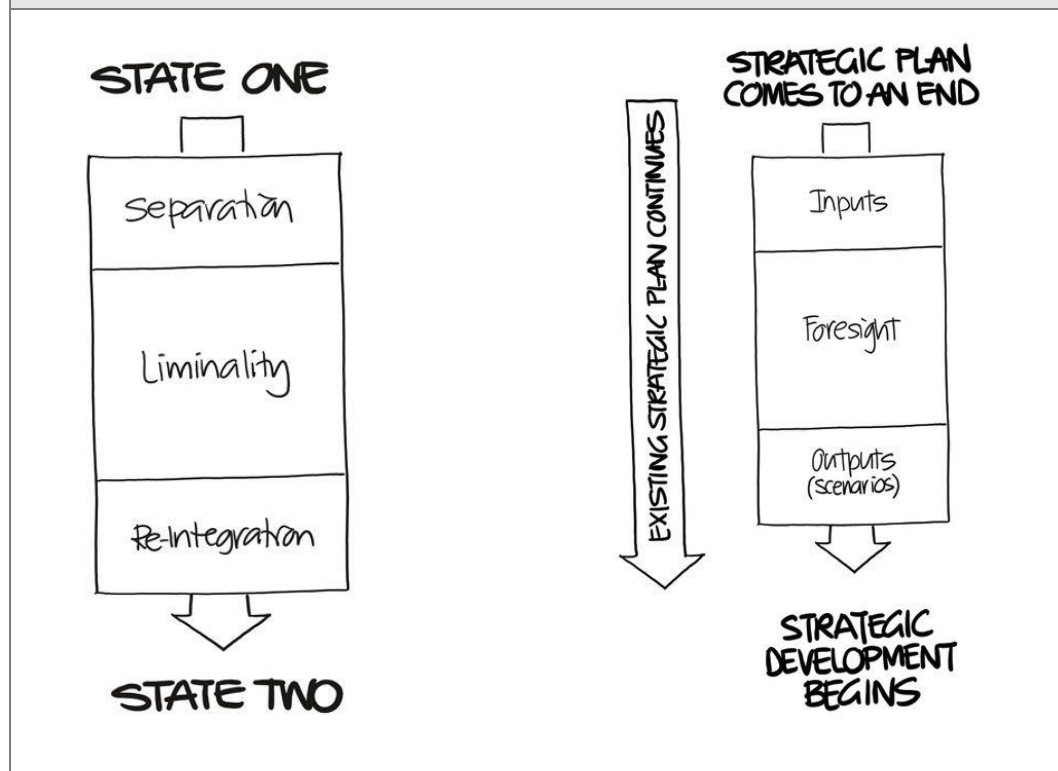 STATE ONE
Separation
Liminality
Re-Integration
STATE TWO
EXISTING STRATEGIC PLAN CONTINUES
STRATEGIC PLAN
COMES TO AN END
Inputs
Foresight
Outputs
(scenarios)
STRATEGIC
DEVELOPMENT
BEGINS